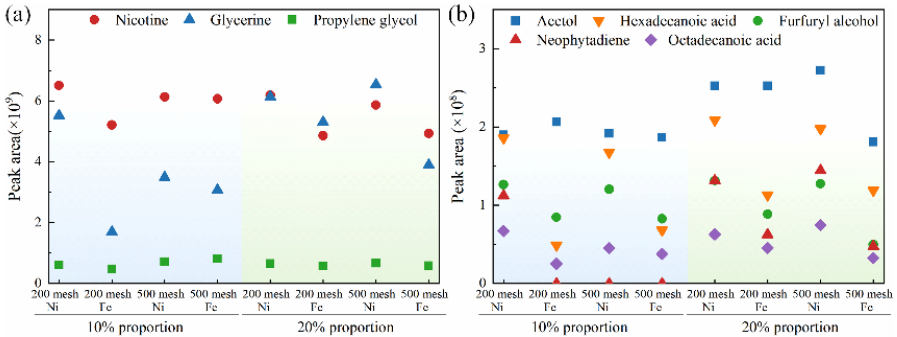 (a)
Nicotine Glycerine Propylene glycol
Peak area(×10⁹)
8
6
4
2
0
200 mesh 200 mesh 500 mesh 500 mesh 200 mesh 200 mesh 500 mesh 500 mesh
Ni Fe Ni Fe Ni Fe Ni Fe
10% proportion 20% proportion
(b)
Acetol Hexadecanoic acid Furfuryl alcohol
Neophytadiene Octadecanoic acid
Peak area (×10⁸)
3
2
1
0
200 mesh 200 mesh 500 mesh 500 mesh 200 mesh 200 mesh 500 mesh 500 mesh
Ni Fe Ni Fe Ni Fe Ni Fe
10% proportion 20% proportion